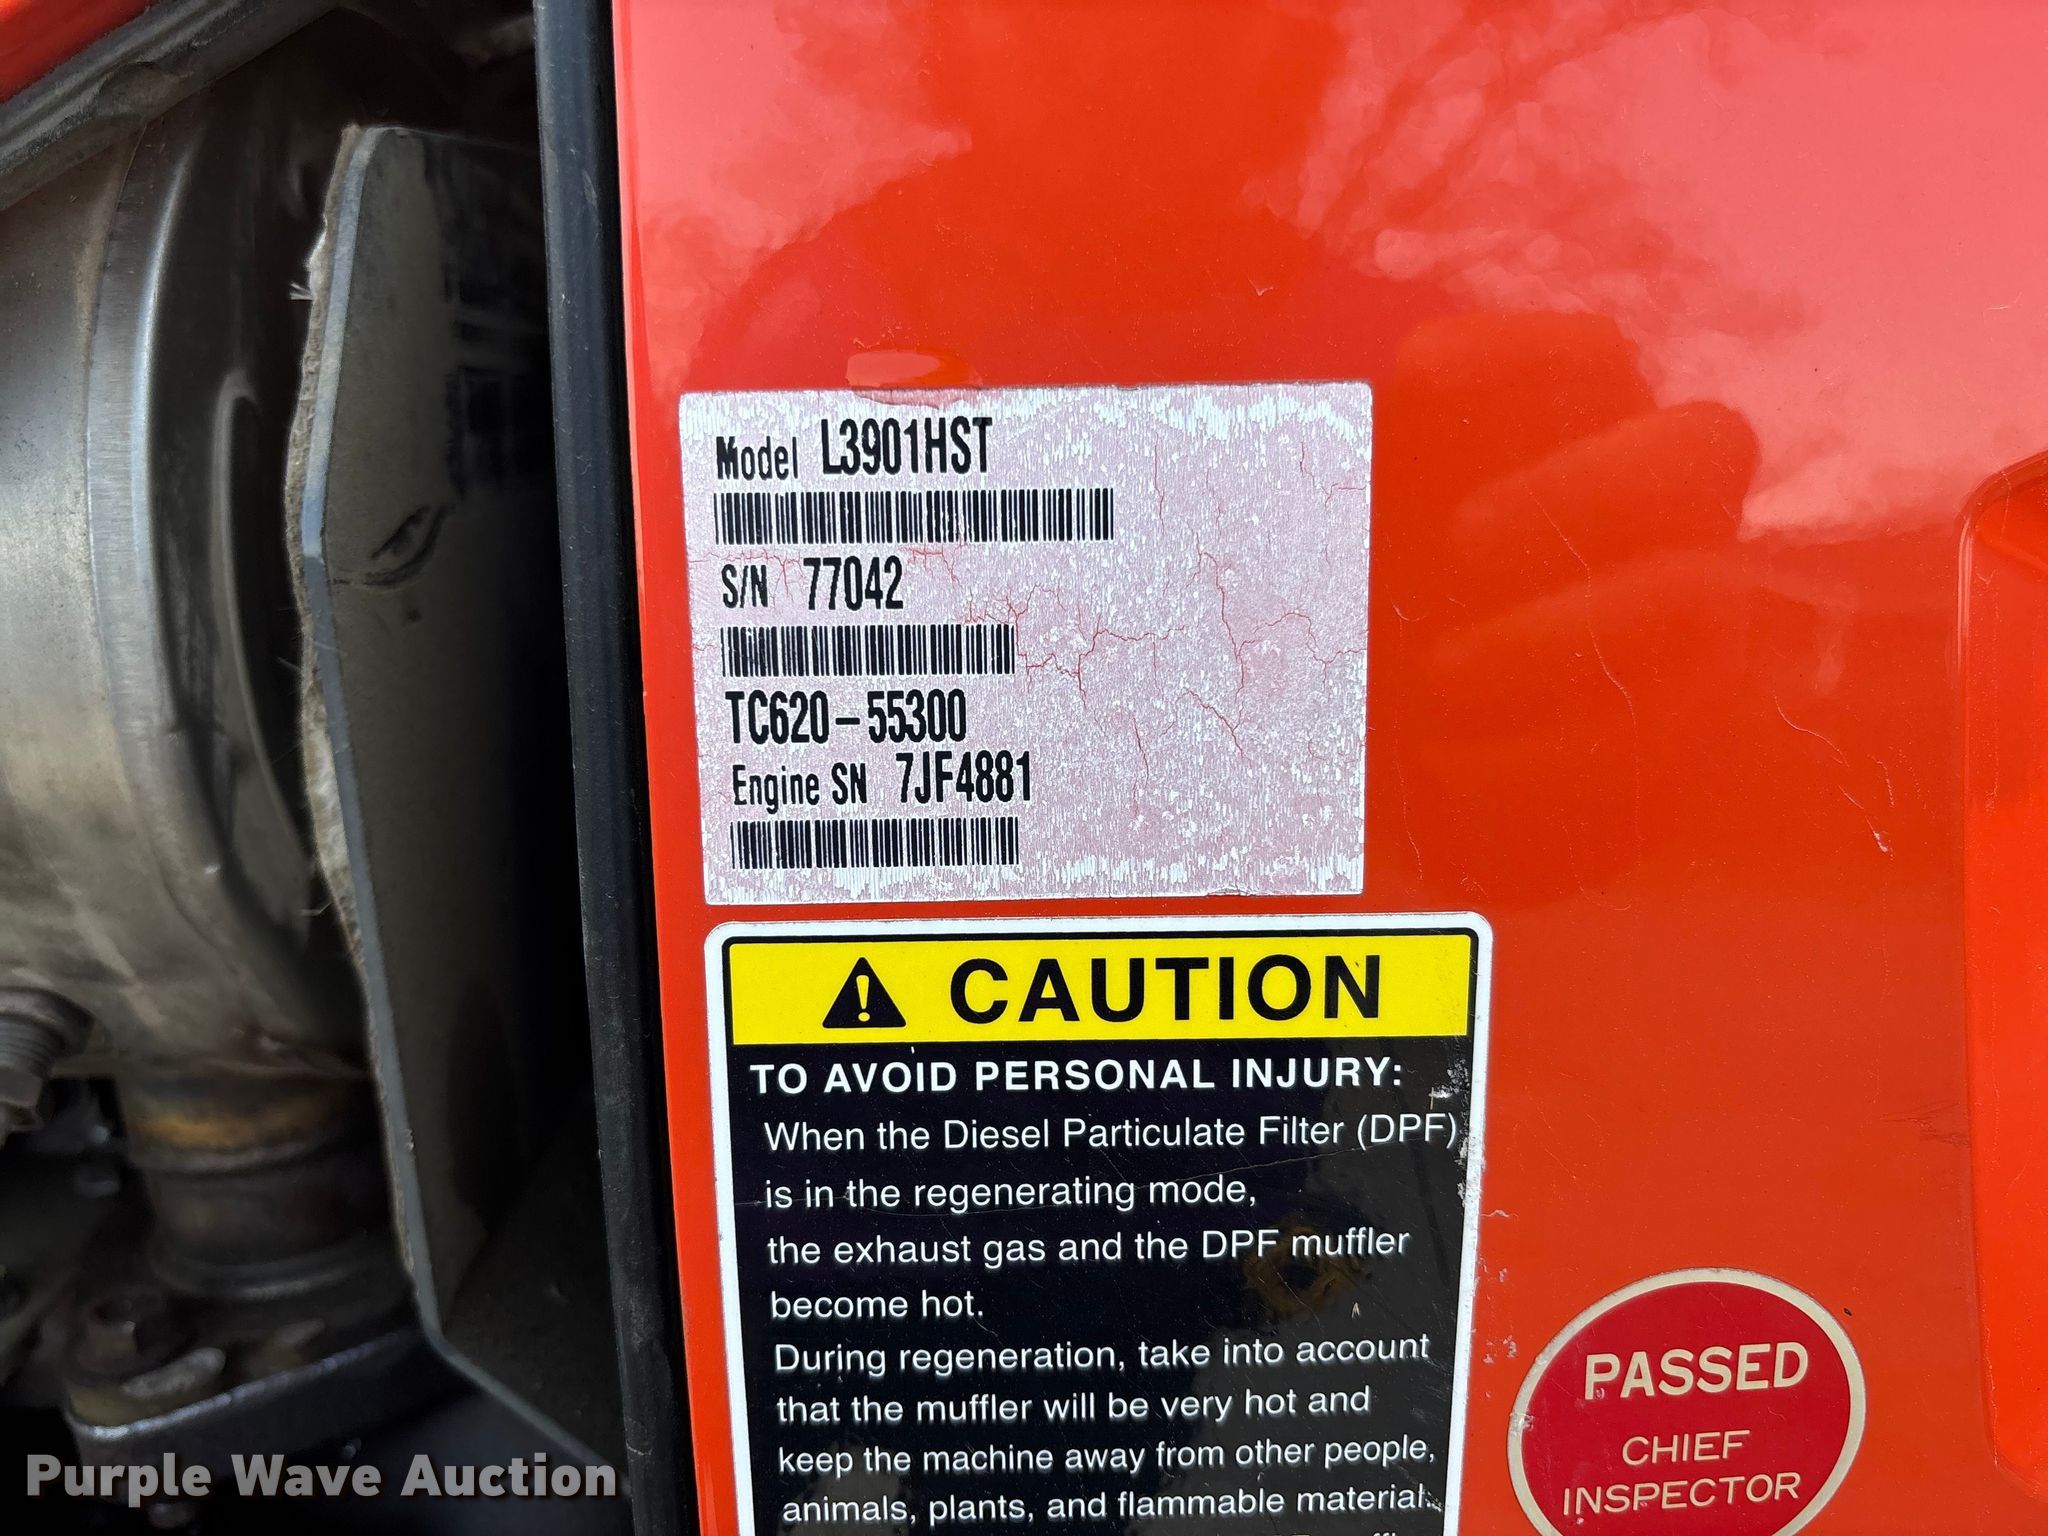 Model L3901HST
S/N 77042
TC620-55300
Engine SN 7JF4881
CAUTION
TO AVOID PERSONAL INJURY:
When the Diesel Particulate Filter (DPF)
is in the regenerating mode,
the exhaust gas and the DPF muffler
become hot.
During regeneration, take into account
that the muffler will be very hot and
keep the machine away from other people,
animals, plants, and flammable material
PASSED
CHIEF
INSPECTOR
Purple Wave Auction